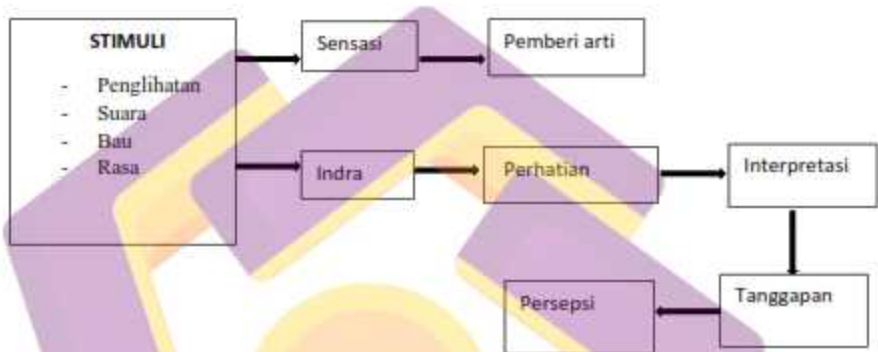 STIMULI
- Penglihatan
- Suara
- Bau
- Rasa
Sensasi
Pemberi arti
Indra
Perhatian
Interpretasi
Tanggapan
Persepsi